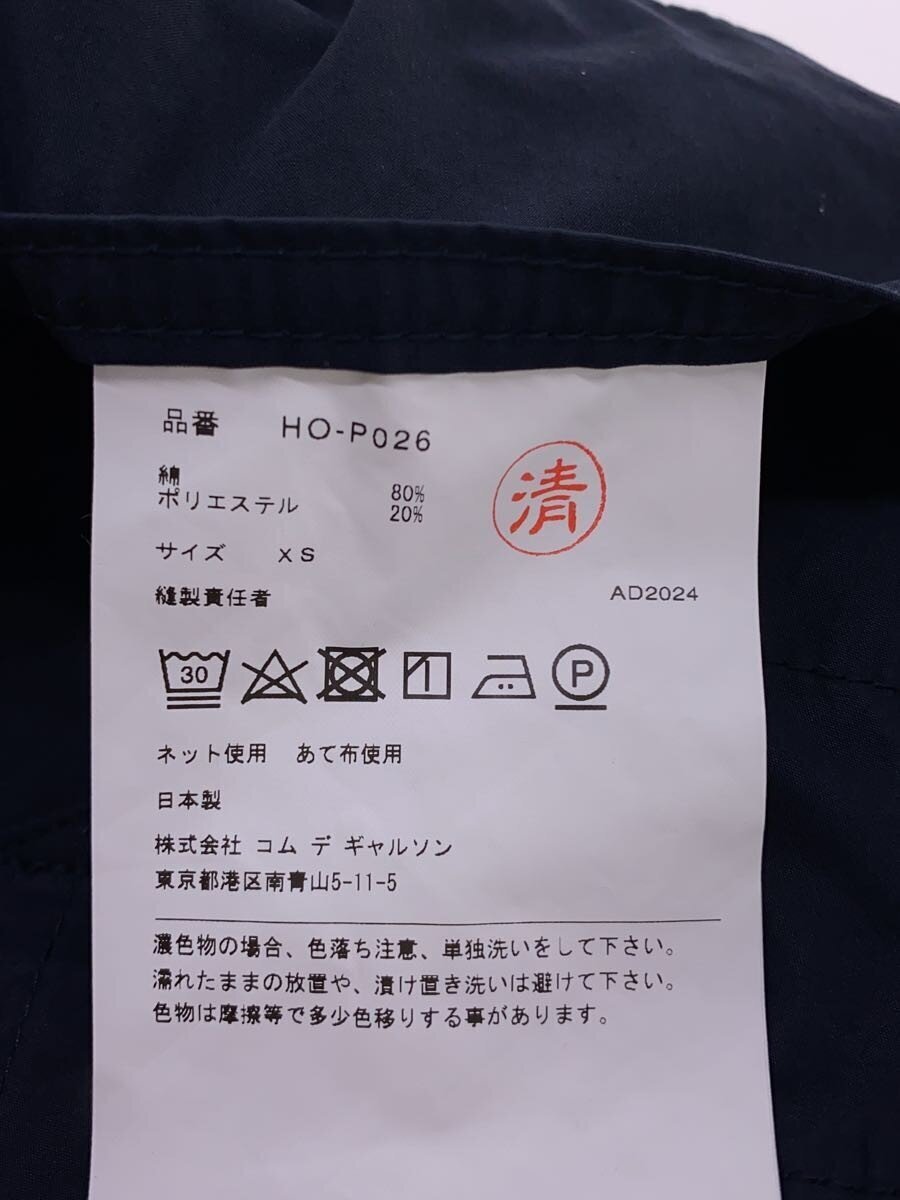 品番 HO-P026
綿 80%
ポリエステル 20%
清
サイズ XS
縫製責任者 AD2024
30 P
ネット使用 あて布使用
日本製
株式会社 コム デ ギャルソン
東京都港区南青山5-11-5
濃色物の場合、色落ち注意、単独洗いをして下さい。
濡れたままの放置や、漬け置き洗いは避けて下さい。
色物は摩擦等で多少色移りする事があります。